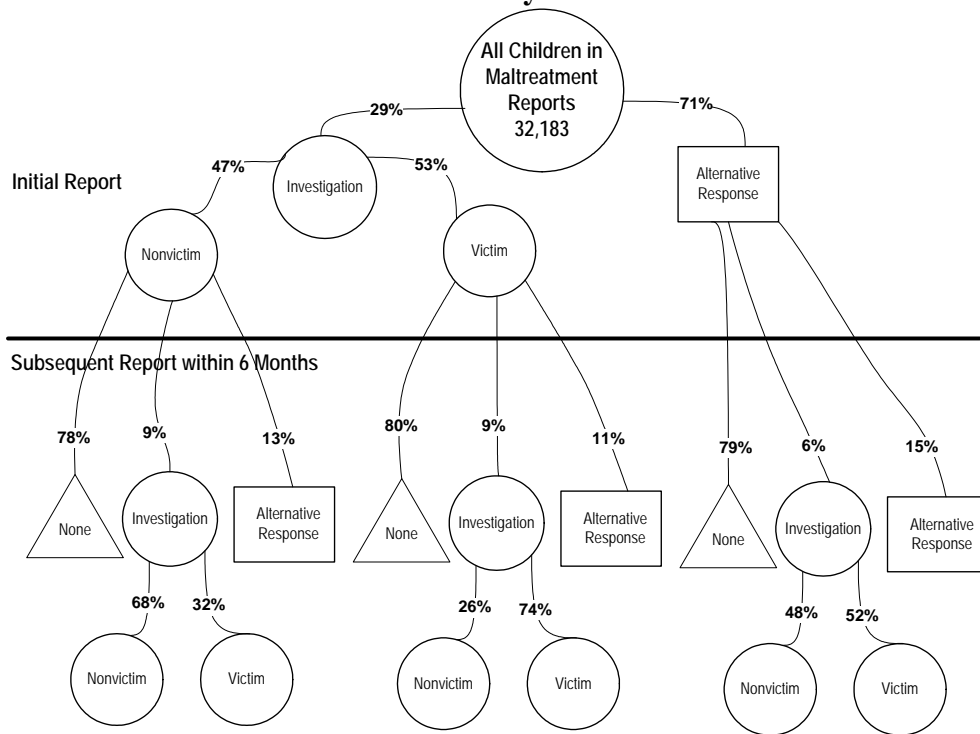 All Children in
Maltreatment
Reports
32,183
29%
71%
47%
53%
Initial Report
Investigation
Alternative
Response
Nonvictim
Victim
Subsequent Report within 6 Months
78%
9%
13%
80%
9%
11%
79%
6%
15%
None
Investigation
Alternative
Response
None
Investigation
Alternative
Response
None
Investigation
Alternative
Response
68%
32%
26%
74%
48%
52%
Nonvictim
Victim
Nonvictim
Victim
Nonvictim
Victim